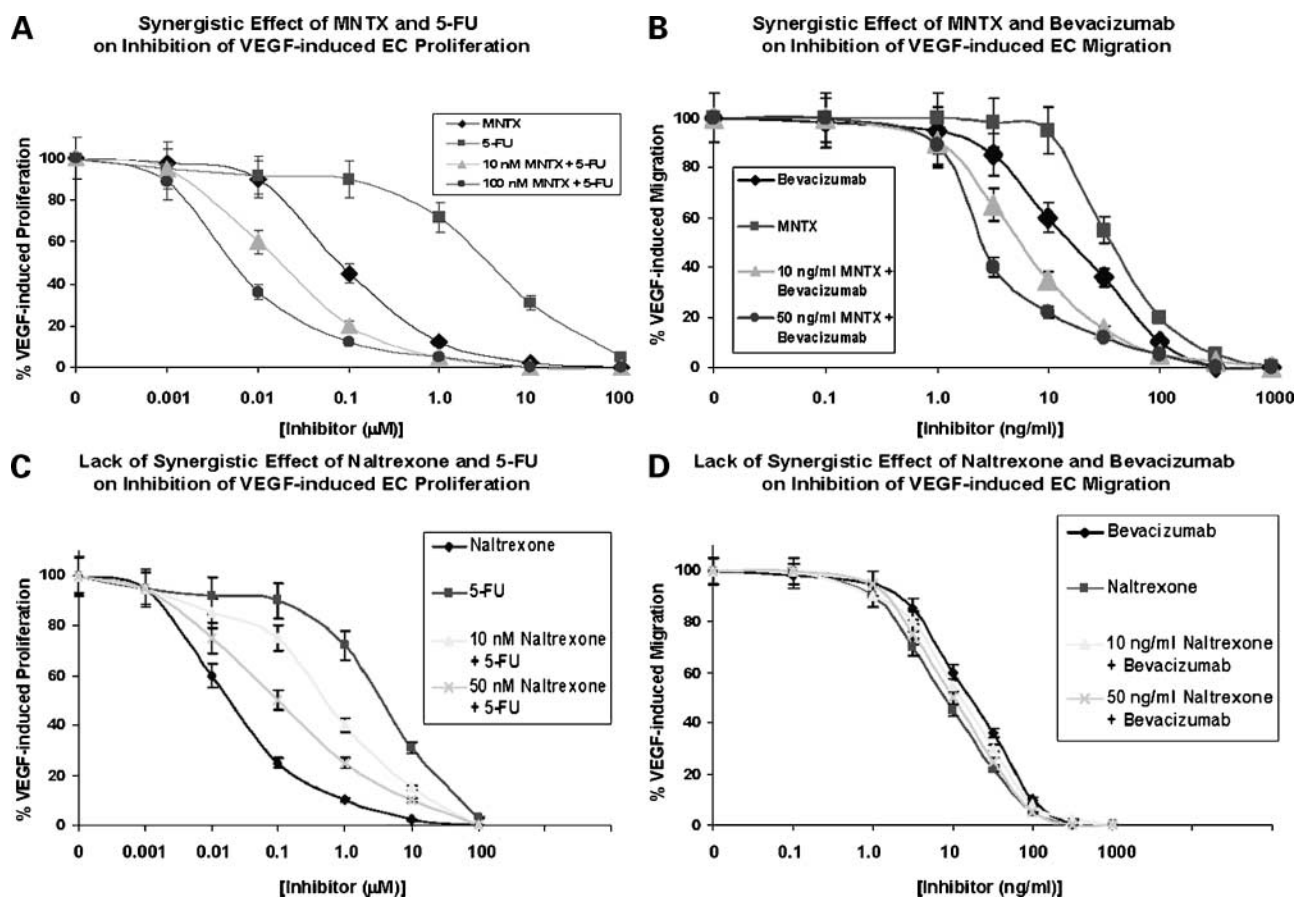 A
Synergistic Effect of MNTX and 5-FU
on Inhibition of VEGF-induced EC Proliferation
% VEGF-induced Proliferation
100
80
60
40
20
0
MNTX
5-FU
10 nM MNTX + 5-FU
100 nM MNTX + 5-FU
0 0.001 0.01 0.1 1.0 10 100
[Inhibitor (µM)]
B
Synergistic Effect of MNTX and Bevacizumab
on Inhibition of VEGF-induced EC Migration
% VEGF-induced Migration
100
80
60
40
20
0
Bevacizumab
MNTX
10 ng/ml MNTX +
Bevacizumab
50 ng/ml MNTX +
Bevacizumab
0 0.1 1.0 10 100 1000
[Inhibitor (ng/ml)]
C
Lack of Synergistic Effect of Naltrexone and 5-FU
on Inhibition of VEGF-induced EC Proliferation
% VEGF-induced Proliferation
100
80
60
40
20
0
Naltrexone
5-FU
10 nM Naltrexone
+ 5-FU
50 nM Naltrexone
+ 5-FU
0 0.001 0.01 0.1 1.0 10 100
[Inhibitor (µM)]
D
Lack of Synergistic Effect of Naltrexone and Bevacizumab
on Inhibition of VEGF-induced EC Migration
% VEGF-induced Migration
100
80
60
40
20
0
Bevacizumab
Naltrexone
10 ng/ml Naltrexone
+ Bevacizumab
50 ng/ml Naltrexone
+ Bevacizumab
0 0.1 1.0 10 100 1000
[Inhibitor (ng/ml)]